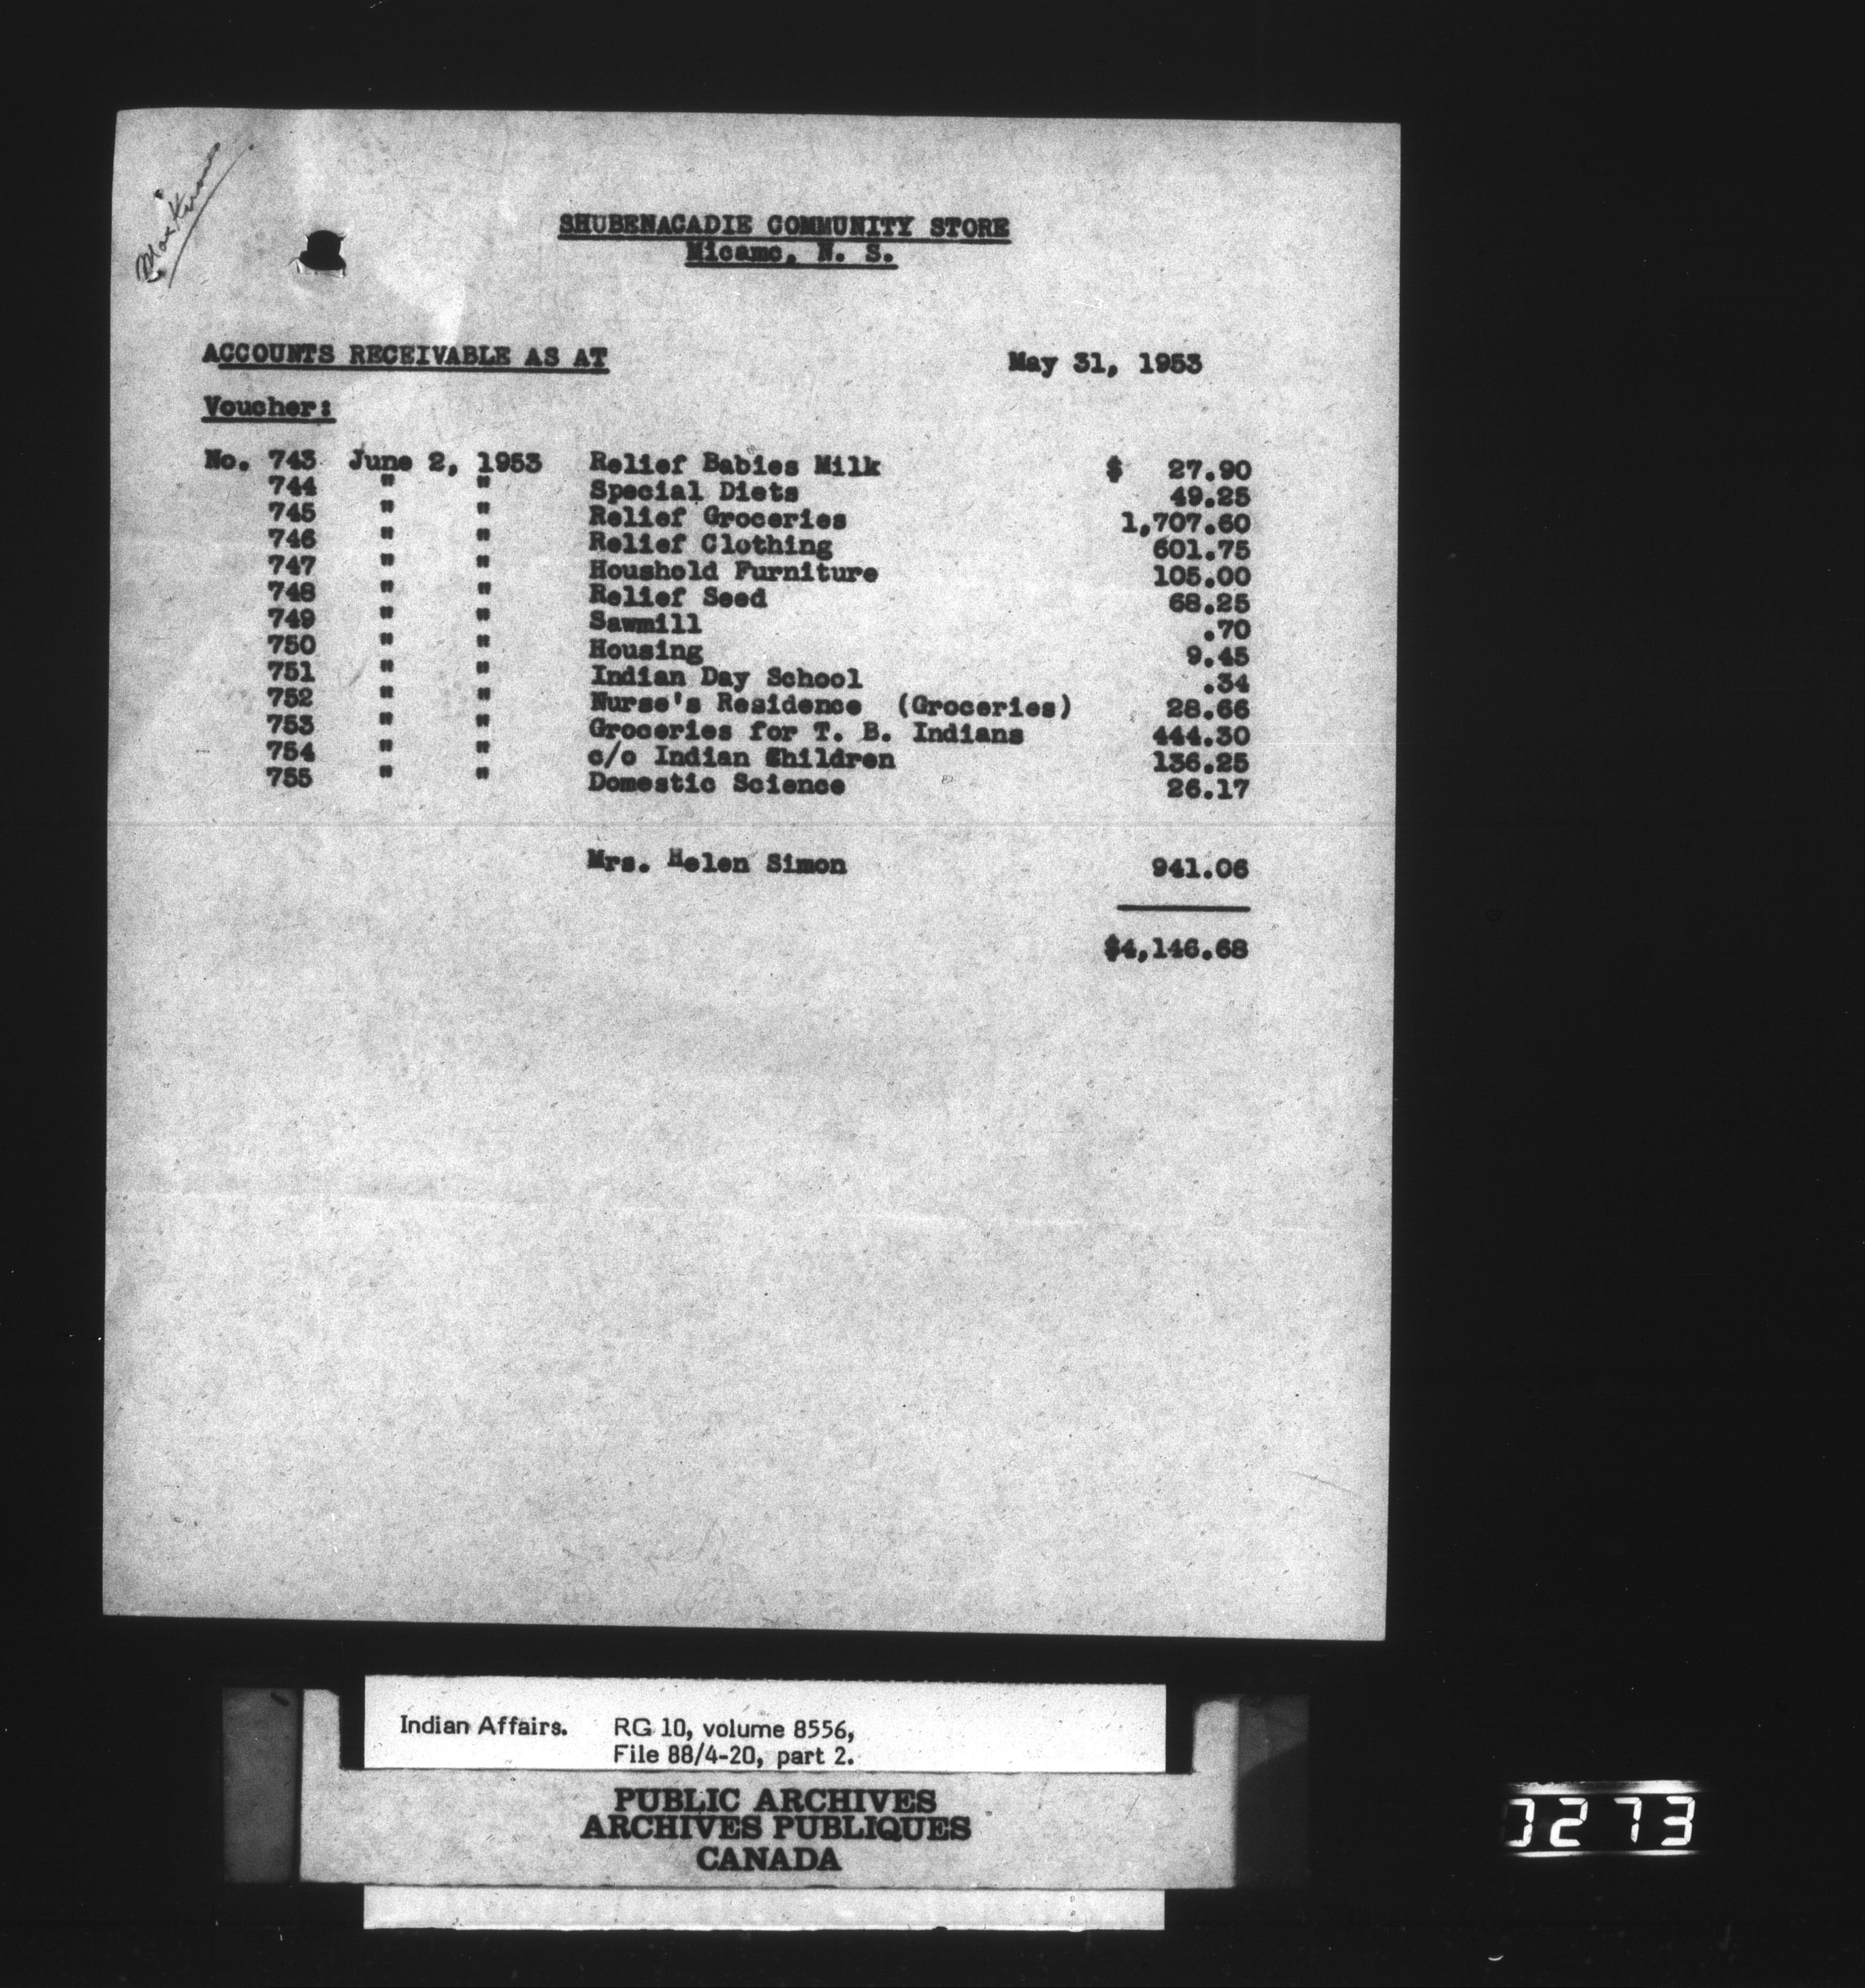 SHUBENACADIE COMMUNITY STORE
Micamc, N. S.
ACCOUNTS RECEIVABLE AS AT May 31, 1953
Voucher:
No. 743 June 2, 1953 Relief Babies Milk $ 27.90
744 " " Special Diets 49.25
745 " " Relief Groceries 1,707.60
746 " " Relief Clothing 601.75
747 " " Houshold Furniture 105.00
748 " " Relief Seed 68.25
749 " " Sawmill .70
750 " " Housing 9.45
751 " " Indian Day School .34
752 " " Nurse's Residence (Groceries) 28.66
753 " " Groceries for T. B. Indians 444.30
754 " " c/o Indian Children 136.25
755 " " Domestic Science 26.17
Mrs. Helen Simon 941.06
$4,146.68
Indian Affairs. RG 10, volume 8556,
File 88/4-20, part 2.
PUBLIC ARCHIVES
ARCHIVES PUBLIQUES
CANADA
0273